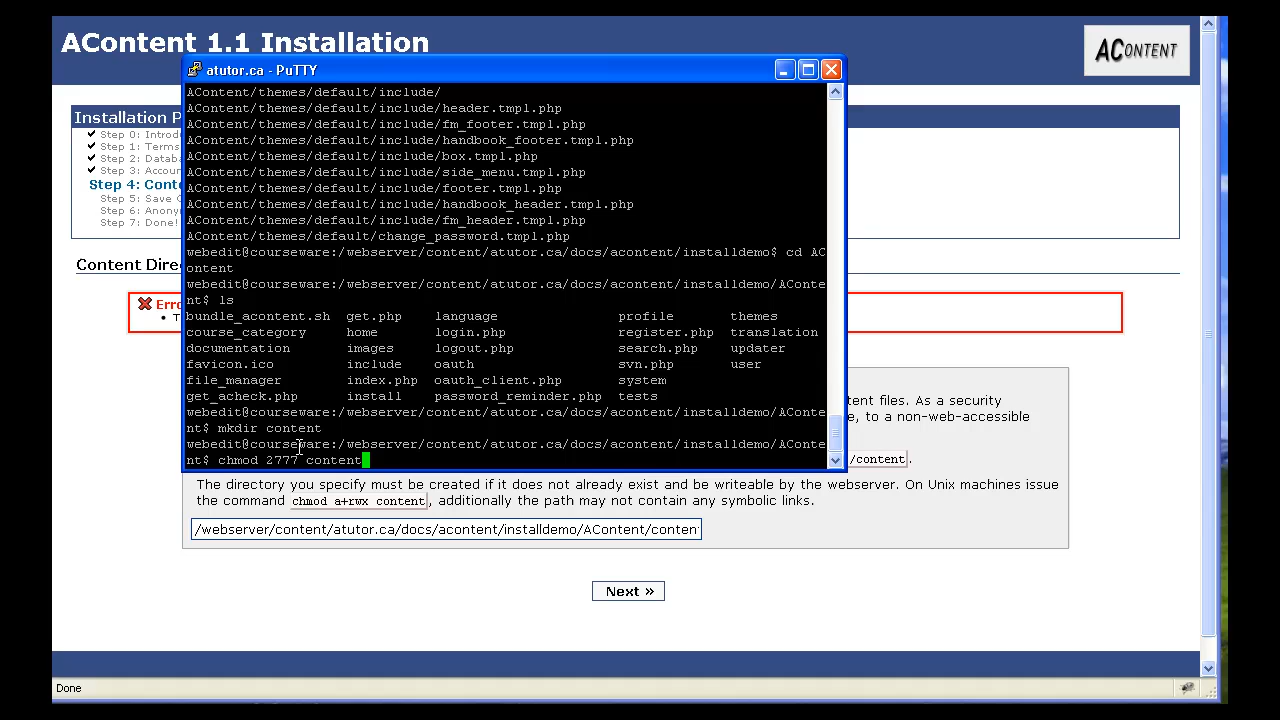 AContent 1.1 Installation
ACONTENT
atutor.ca - PuTTY
Installation P
Step 0: Introdu
Step 1: Terms
Step 2: Databa
Step 3: Accour
Step 4: Conte
Step 5: Save C
Step 6: Anony
Step 7: Done!
Content Direc
Erro
T
AContent/themes/default/include/
AContent/themes/default/include/header.tmpl.php
AContent/themes/default/include/fm_footer.tmpl.php
AContent/themes/default/include/handbook_footer.tmpl.php
AContent/themes/default/include/box.tmpl.php
AContent/themes/default/include/side_menu.tmpl.php
AContent/themes/default/include/footer.tmpl.php
AContent/themes/default/include/handbook_header.tmpl.php
AContent/themes/default/include/fm_header.tmpl.php
AContent/themes/default/change_password.tmpl.php
webedit@courseware:/webserver/content/atutor.ca/docs/acontent/installdemo$ cd AC
ontent
webedit@courseware:/webserver/content/atutor.ca/docs/acontent/installdemo/AConte
nt$ ls
bundle_acontent.sh get.php language profile themes
course_category home login.php register.php translation
documentation images logout.php search.php updater
favicon.ico include oauth svn.php user
file_manager index.php oauth_client.php system
get_acheck.php install password_reminder.php tests
webedit@courseware:/webserver/content/atutor.ca/docs/acontent/installdemo/AConte
nt$ mkdir content
webedit@courseware:/webserver/content/atutor.ca/docs/acontent/installdemo/AConte
nt$ chmod 2777 content
tent files. As a security
e, to a non-web-accessible
/content.
The directory you specify must be created if it does not already exist and be writeable by the webserver. On Unix machines issue
the command chmod a+rwx content, additionally the path may not contain any symbolic links.
/webserver/content/atutor.ca/docs/acontent/installdemo/AContent/conten
Next »
Done